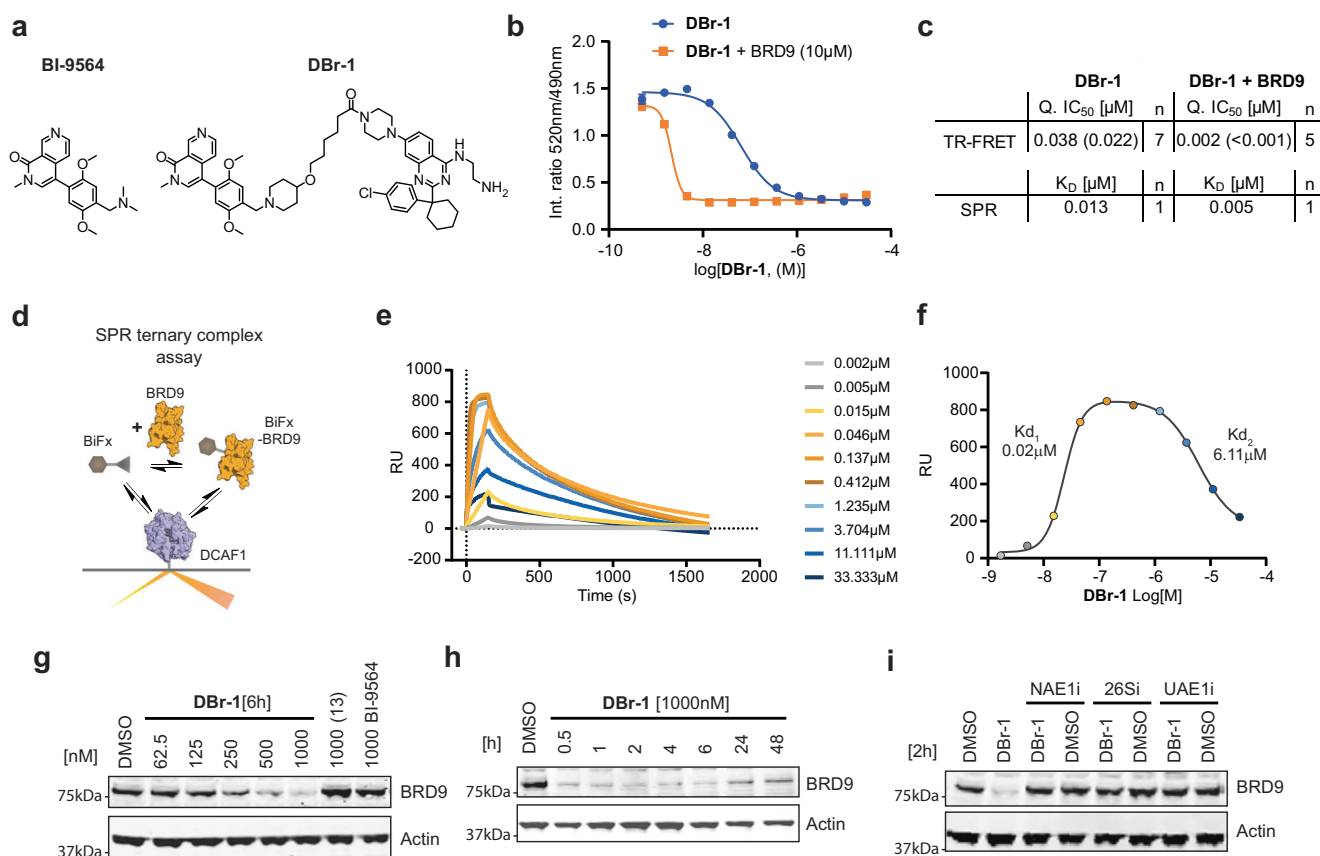 a
BI-9564
DBr-1
N
O
N
O
O
N
O
N
O
O
N
O
O
N
N
N
N
HN
NH2
Cl
b
DBr-1
DBr-1 + BRD9 (10µM)
Int. ratio 520nm/490nm
2.0
1.5
1.0
0.5
0.0
-10
-8
-6
-4
log[DBr-1, (M)]
c
DBr-1
DBr-1 + BRD9
Q. IC50 [µM] n Q. IC50 [µM] n
TR-FRET 0.038 (0.022) 7 0.002 (<0.001) 5
KD [µM] n KD [µM] n
SPR 0.013 1 0.005 1
d
SPR ternary complex
assay
BRD9
+
BiFx
BiFx
-BRD9
DCAF1
e
RU
1000
800
600
400
200
0
-200
0
500
1000
1500
2000
Time (s)
0.002µM
0.005µM
0.015µM
0.046µM
0.137µM
0.412µM
1.235µM
3.704µM
11.111µM
33.333µM
f
RU
1000
800
600
400
200
0
Kd1
0.02µM
Kd2
6.11µM
-9
-8
-7
-6
-5
-4
DBr-1 Log[M]
g
DBr-1[6h]
[nM]
DMSO
62.5
125
250
500
1000
1000 (13)
1000 BI-9564
75kDa
BRD9
Actin
37kDa
h
DBr-1 [1000nM]
[h]
DMSO
0.5
1
2
4
6
24
48
75kDa
BRD9
37kDa
Actin
i
NAE1i
26Si
UAE1i
[2h]
DMSO
DBr-1
DBr-1
DMSO
DBr-1
DMSO
DBr-1
DMSO
75kDa
BRD9
Actin
37kDa